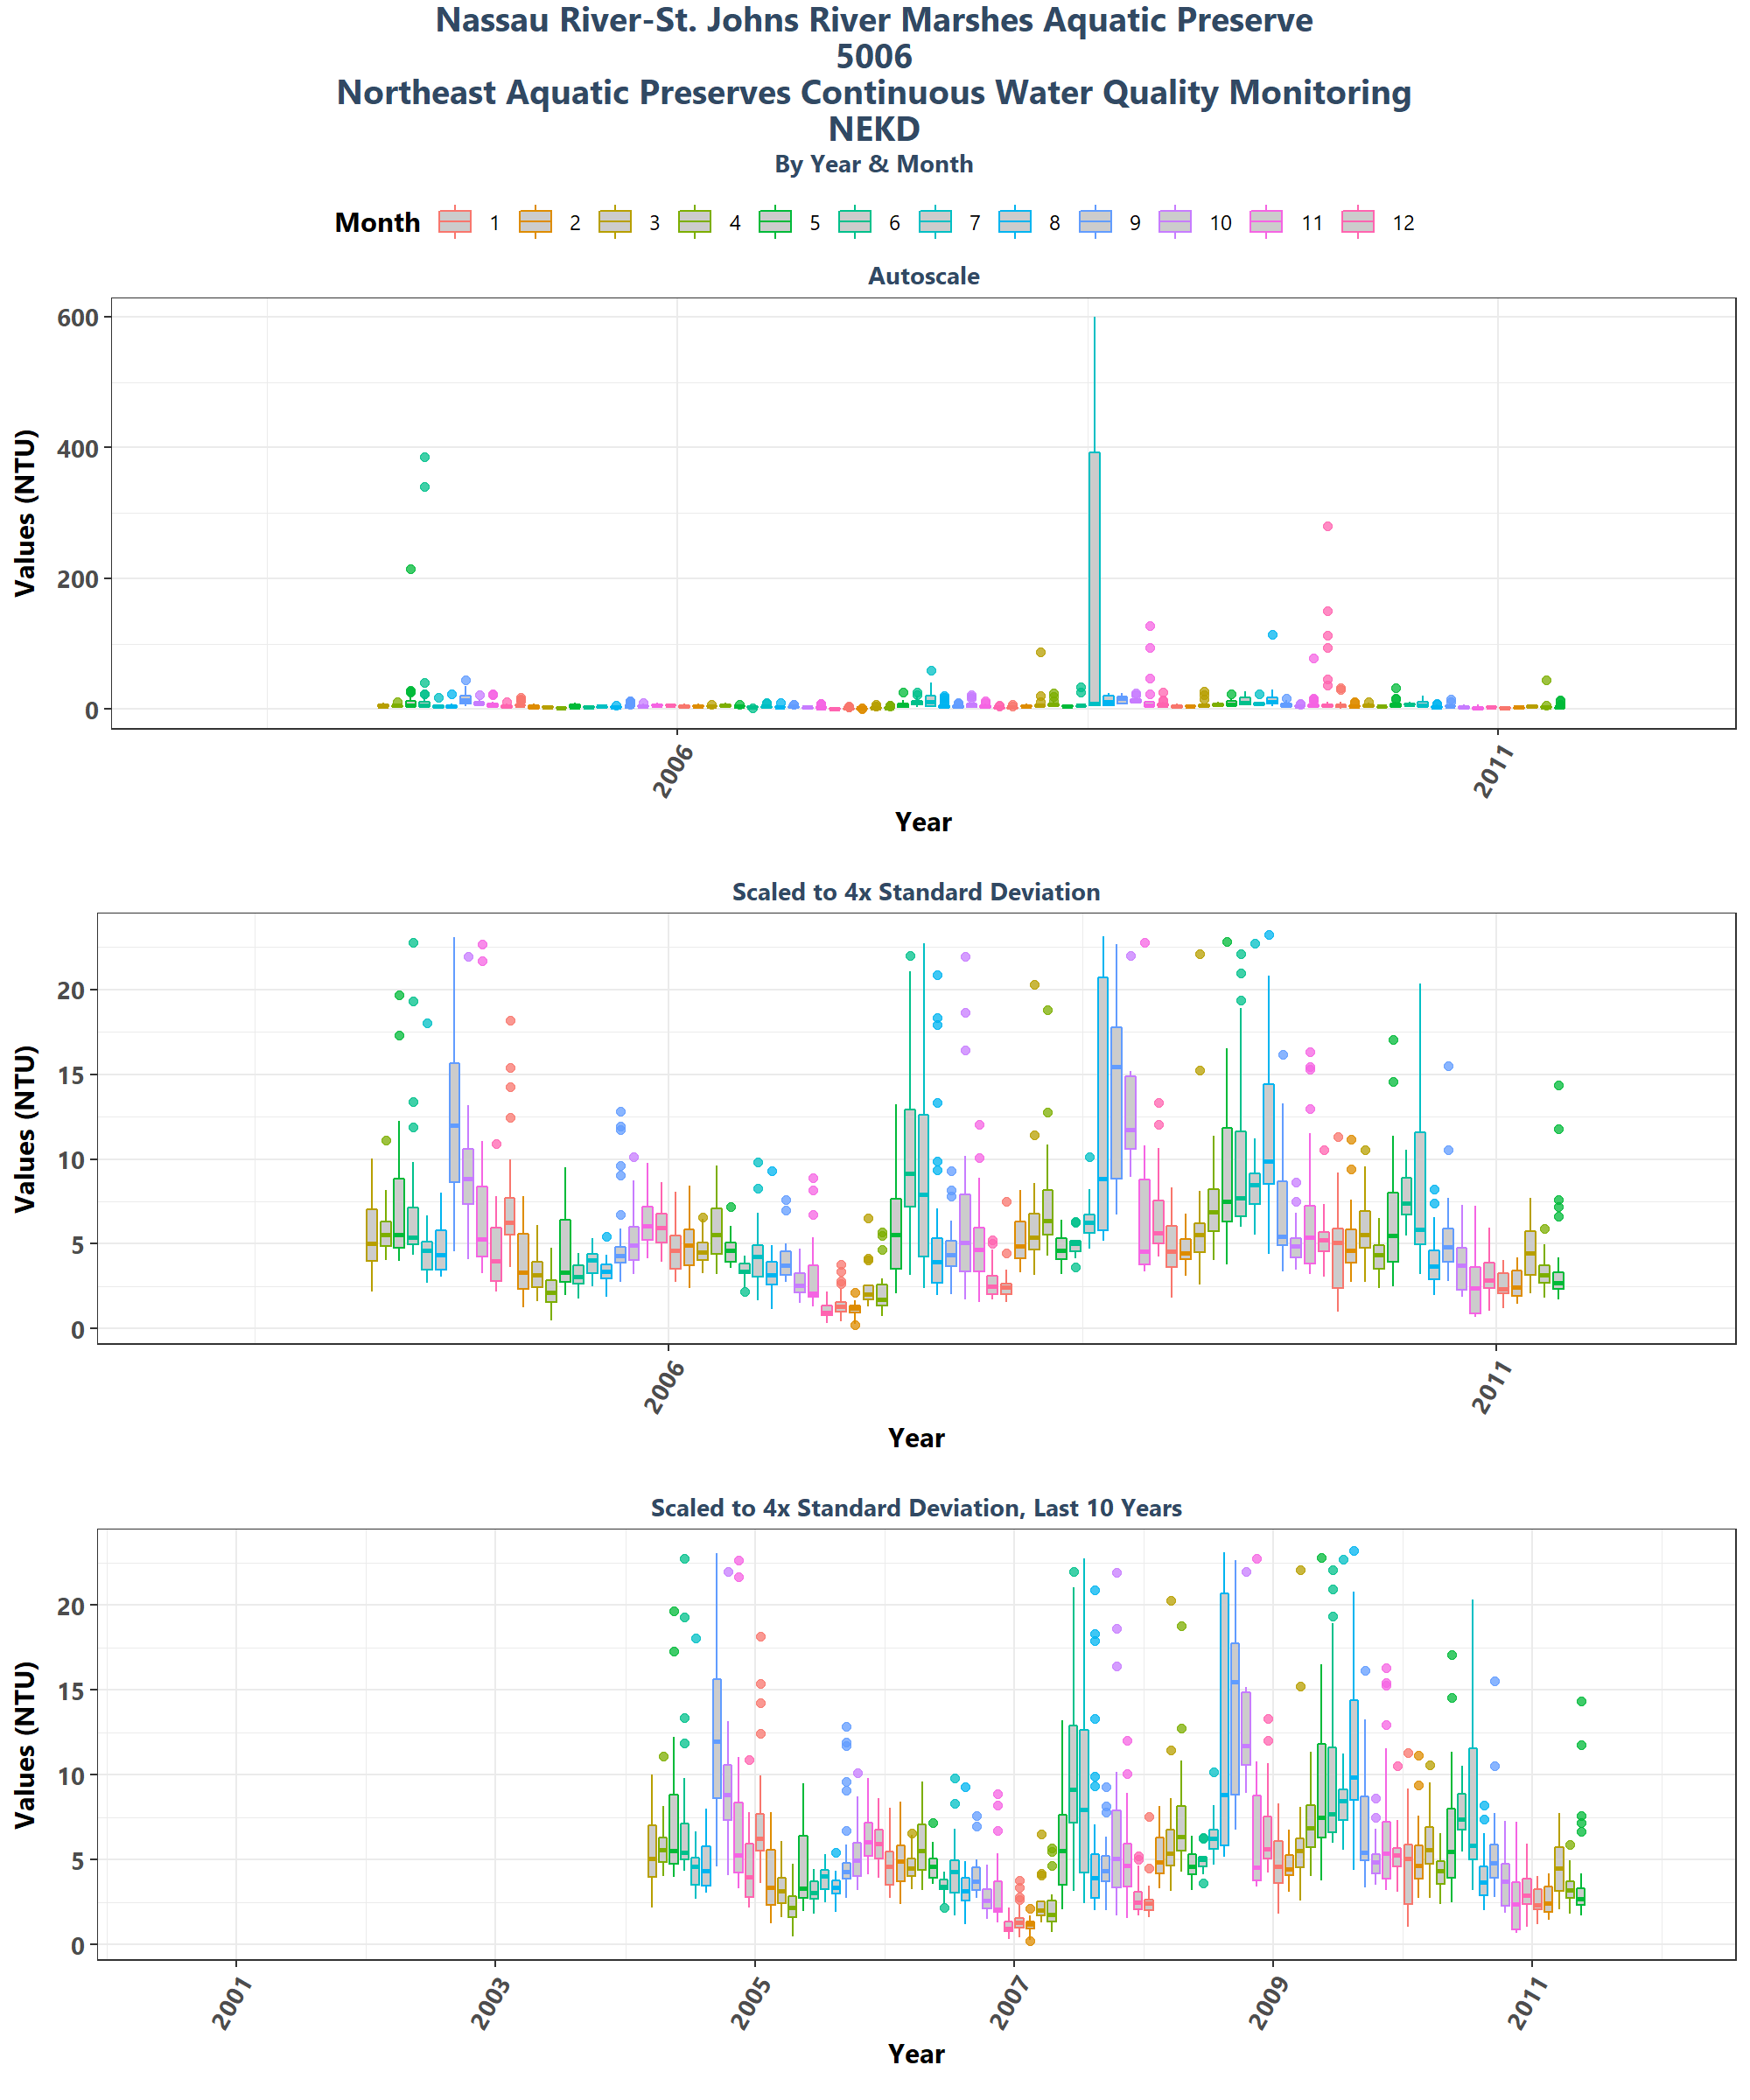 Nassau River-St. Johns River Marshes Aquatic Preserve
5006
Northeast Aquatic Preserves Continuous Water Quality Monitoring
NEKD
By Year & Month
Month 1 2 3 4 5 6 7 8 9 10 11 12
Autoscale
Values (NTU)
600
400
200
0
2006 2011
Year
Scaled to 4x Standard Deviation
Values (NTU)
20
15
10
5
0
2006 2011
Year
Scaled to 4x Standard Deviation, Last 10 Years
Values (NTU)
20
15
10
5
0
2001 2003 2005 2007 2009 2011
Year